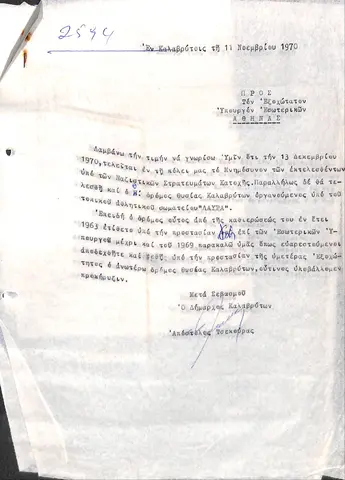 2594
Ἐν Καλαβρύτοις τῇ 11 Νοεμβρίου 1970
Π Ρ Ο Σ
Τόν Ἐξοχώτατον
Ὑπουργόν Ἐσωτερικῶν
Α Θ Η Ν Α Σ
Λαμβάνω τήν τιμήν νά γνωρίσω Ὑμῖν ὅτι τήν 13 Δεκεμβρίου
1970,τελεῖται ἐν τῇ πόλει μας τό Μνημόσυνον τῶν ἐκτελεσθέντων
ὑπό τῶν Ναζιστικῶν Στρατευμάτων Κατοχῆς.Παραλλήλως δέ θά τε-
λεσθῇ καί ὁ δρόμος θυσίας Καλαβρύτων ὀργανούμενος ὑπό τοῦ
τοπικοῦ ἀθλητικοῦ σωματείου"ΛΑΥΡΑ".
Ἐπειδή ὁ δρόμος οὗτος ἀπό τῆς καθιερώσεώς του ἐν ἔτει
1963 ἐτίθετο ὑπό τήν προστασίαν ἐπί τῶν Ἐσωτερικῶν Ὑ-
πουργοῦ μέχρι καί τοῦ 1969 παρακαλῶ ὑμᾶς ὅπως εὐαρεστούμενοι
ἀποδεχθῆτε καί ὑπό τήν προστασίαν τῆς ὑμετέρας Ἐξοχό-
τητος ὁ ἀνωτέρω δρόμος θυσίας Καλαβρύτων,οὕτινος ὑποβάλλομεν
προκήρυξιν.
Μετά Σεβασμοῦ
Ὁ Δήμαρχος Καλαβρύτων
Ἀπόστολος Τσεκούρας